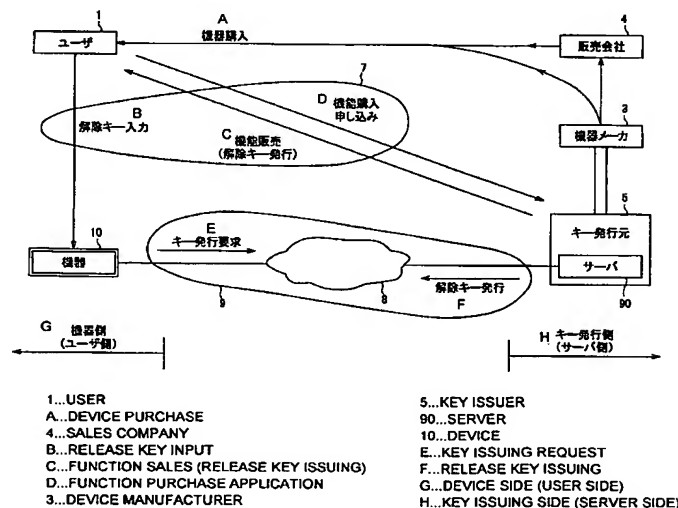 1
ユーザ
A
機器購入
4
販売会社
7
D 機能購入
申し込み
B
解除キー入力
C 機能販売
(解除キー発行)
3
機器メーカ
5
キー発行元
サーバ
90
10
機器
E
キー発行要求
8
解除キー発行
F
9
G 機器側
(ユーザ側)
H キー発行側
(サーバ側)
1...USER
A...DEVICE PURCHASE
4...SALES COMPANY
B...RELEASE KEY INPUT
C...FUNCTION SALES (RELEASE KEY ISSUING)
D...FUNCTION PURCHASE APPLICATION
3...DEVICE MANUFACTURER
5...KEY ISSUER
90...SERVER
10...DEVICE
E...KEY ISSUING REQUEST
F...RELEASE KEY ISSUING
G...DEVICE SIDE (USER SIDE)
H...KEY ISSUING SIDE (SERVER SIDE)